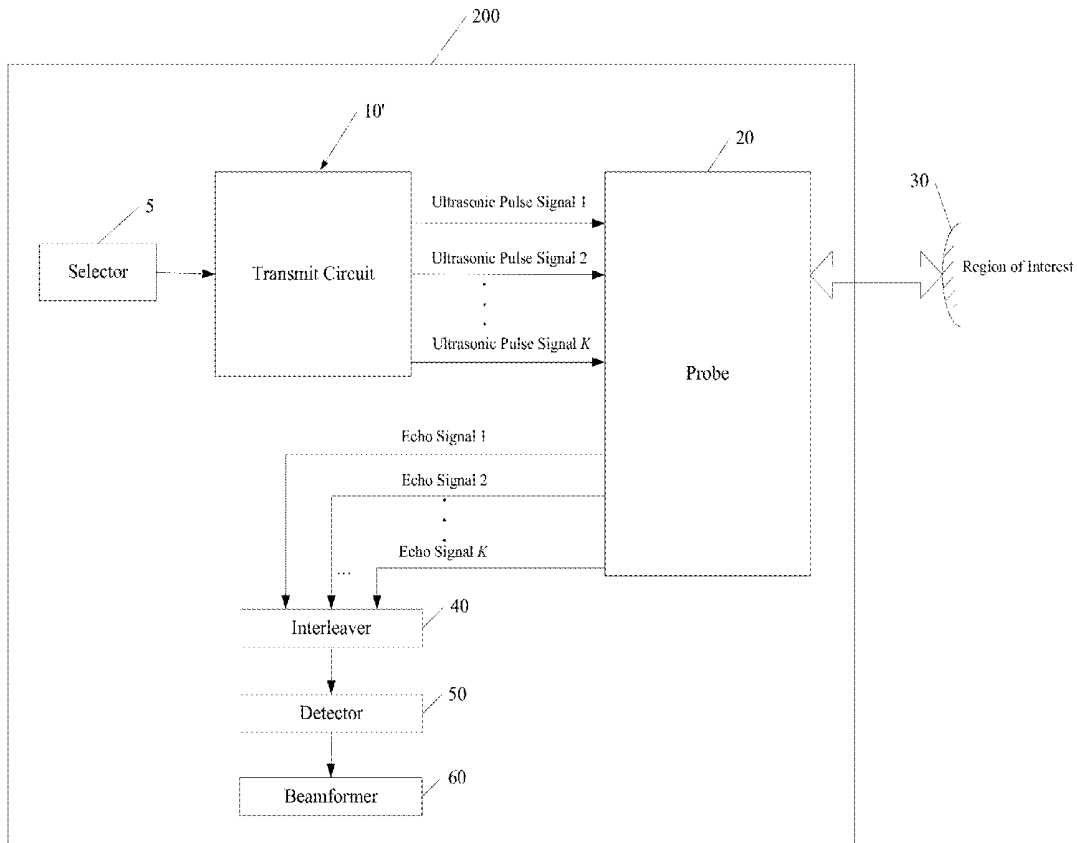 200
10'
20
30
5
Ultrasonic Pulse Signal 1
Selector
Transmit Circuit
Ultrasonic Pulse Signal 2
Region of Interest
Ultrasonic Pulse Signal K
Probe
Echo Signal 1
Echo Signal 2
Echo Signal K
...
40
Interleaver
50
Detector
60
Beamformer